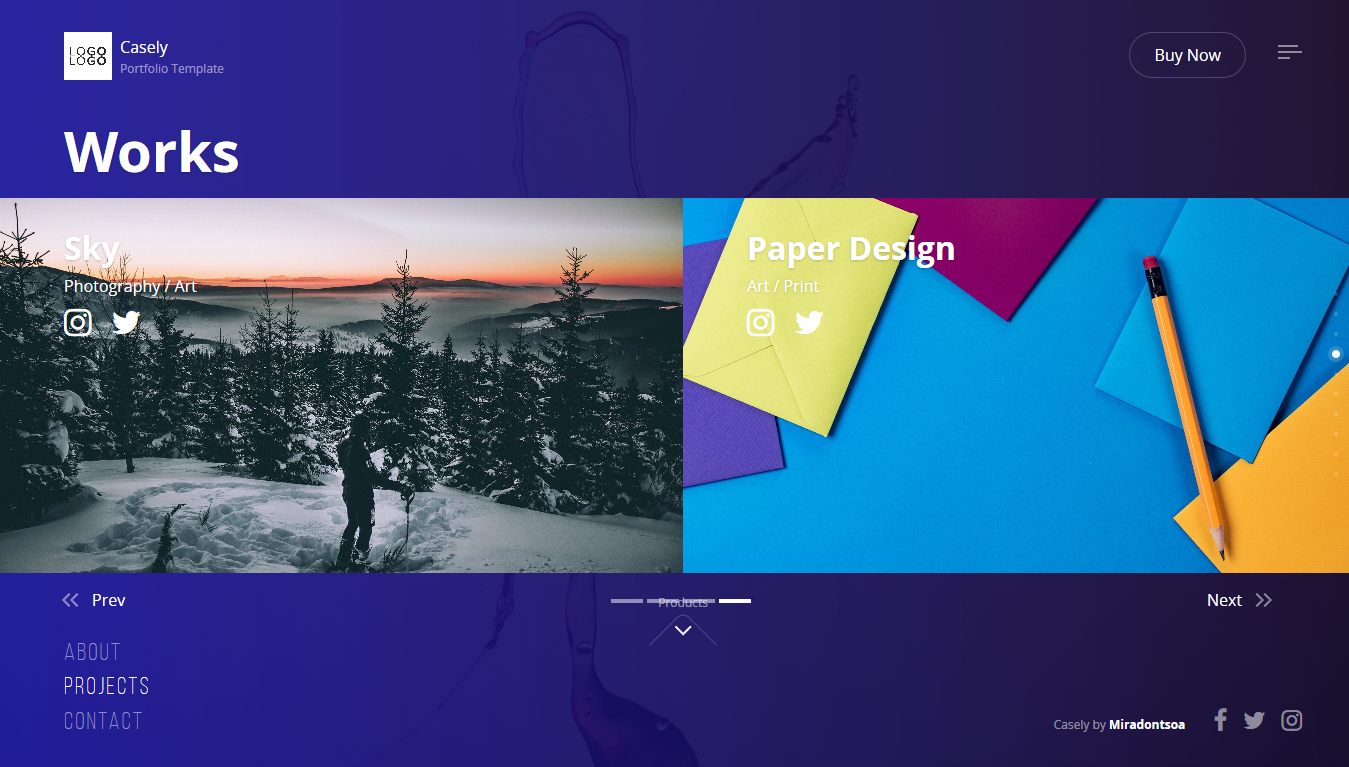 LOGO
LOGO
Casely
Portfolio Template
Buy Now
Works
Sky
Photography / Art
Paper Design
Art / Print
Prev
Products
Next
ABOUT
PROJECTS
CONTACT
Casely by Miradontsoa